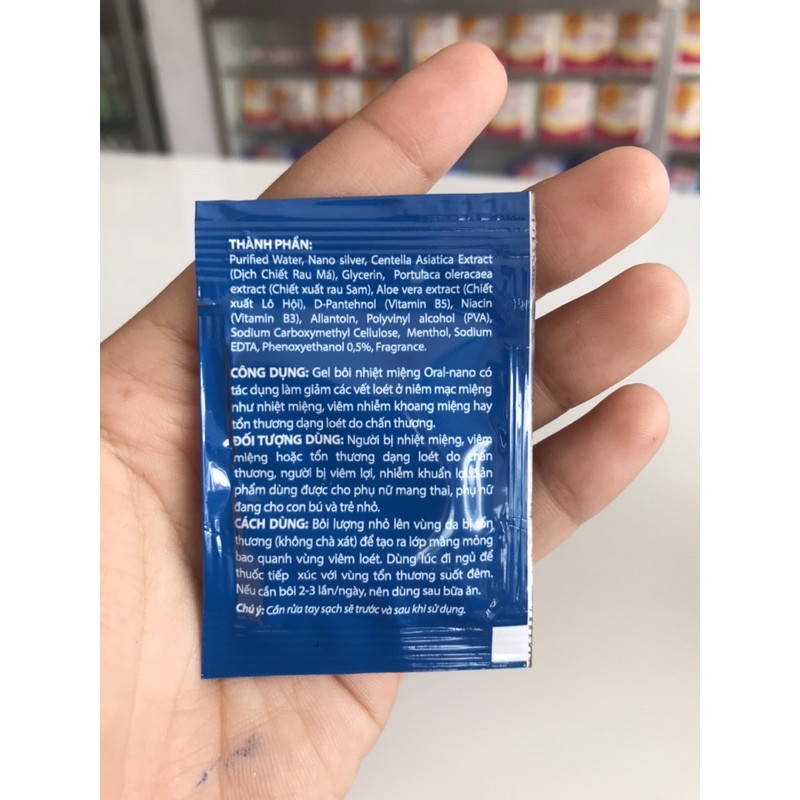 THÀNH PHẦN:
Purified Water, Nano silver, Centella Asiatica Extract
(Dịch Chiết Rau Má), Glycerin, Portulaca oleracaea
extract (Chiết xuất rau Sam), Aloe vera extract (Chiết
xuất Lô Hội), D-Pantehnol (Vitamin B5), Niacin
(Vitamin B3), Allantoin, Polyvinyl alcohol (PVA),
Sodium Carboxymethyl Cellulose, Menthol, Sodium
EDTA, Phenoxyethanol 0,5%, Fragrance.
CÔNG DỤNG: Gel bôi nhiệt miệng Oral-nano có
tác dụng làm giảm các vết loét ở niêm mạc miệng
như nhiệt miệng, viêm nhiễm khoang miệng hay
tổn thương dạng loét do chấn thương.
ĐỐI TƯỢNG DÙNG: Người bị nhiệt miệng, viêm
miệng hoặc tổn thương dạng loét do chấn
thương, người bị viêm lợi, nhiễm khuẩn lợi. Sản
phẩm dùng được cho phụ nữ mang thai, phụ nữ
đang cho con bú và trẻ nhỏ.
CÁCH DÙNG: Bôi lượng nhỏ lên vùng da bị tổn
thương (không chà xát) để tạo ra lớp màng mỏng
bao quanh vùng viêm loét. Dùng lúc đi ngủ để
thuốc tiếp xúc với vùng tổn thương suốt đêm.
Nếu cần bôi 2-3 lần/ngày, nên dùng sau bữa ăn.
Chú ý: Cần rửa tay sạch sẽ trước và sau khi sử dụng.